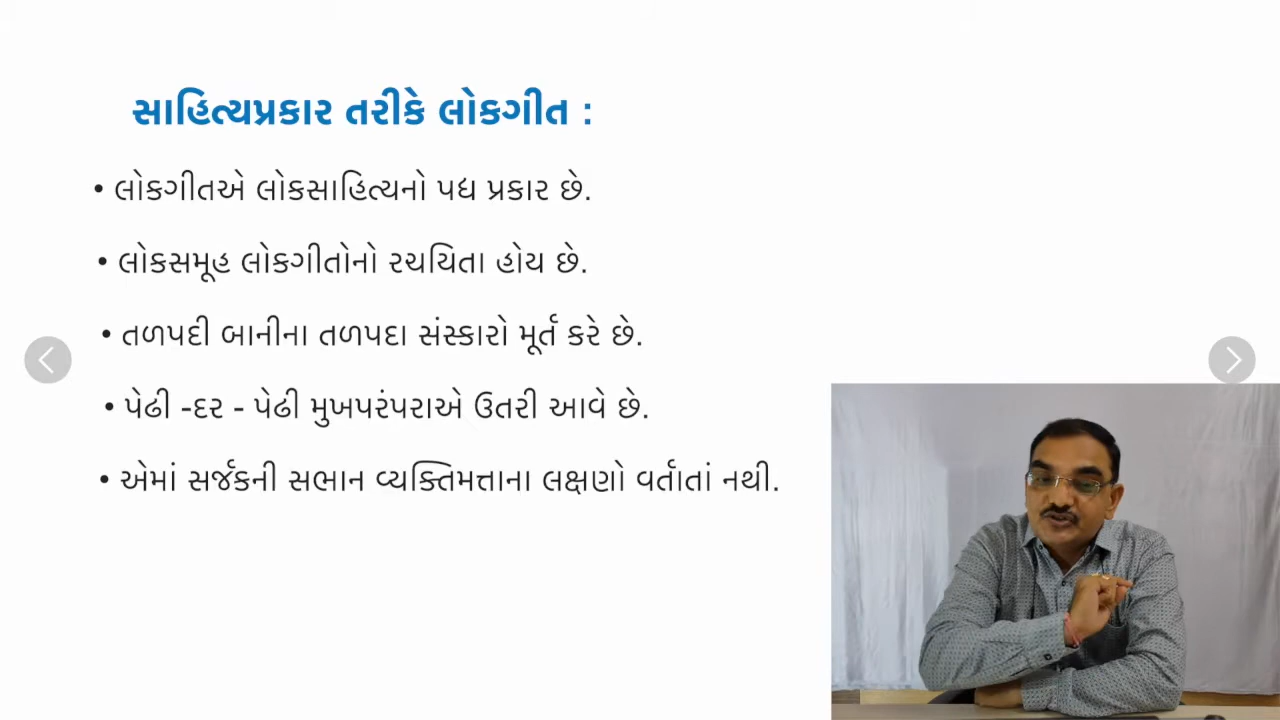 સાહિત્યપ્રકાર તરીકે લોકગીત :
• લોકગીતએ લોકસાહિત્યનો પદ્ય પ્રકાર છે.
• લોકસમૂહ લોકગીતોનો રચયિતા હોય છે.
• તળપદી બાનીના તળપદા સંસ્કારો મૂર્ત કરે છે.
• પેઢી -દર - પેઢી મુખપરંપરાએ ઉતરી આવે છે.
• એમાં સર્જકની સભાન વ્યક્તિમત્તાના લક્ષણો વર્તાતાં નથી.